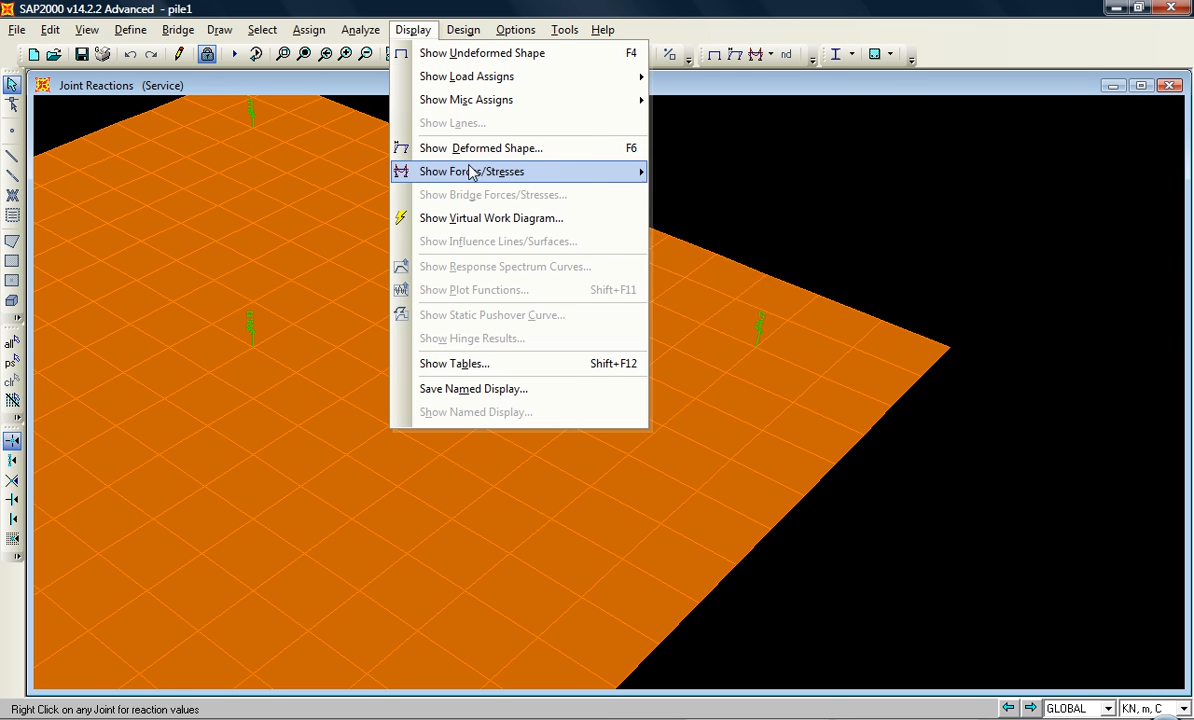 SAP2000 v14.2.2 Advanced - pile1
File Edit View Define Bridge Draw Select Assign Analyze Display Design Options Tools Help
nd
Joint Reactions (Service)
Show Undeformed Shape F4
Show Load Assigns
Show Misc Assigns
Show Lanes...
Show Deformed Shape... F6
Show Forces/Stresses
Show Bridge Forces/Stresses...
Show Virtual Work Diagram...
Show Influence Lines/Surfaces...
Show Response Spectrum Curves...
Show Plot Functions... Shift+F11
Show Static Pushover Curve...
Show Hinge Results...
Show Tables... Shift+F12
Save Named Display...
Show Named Display...
all
ps
clr
Right Click on any Joint for reaction values
GLOBAL
KN, m, C